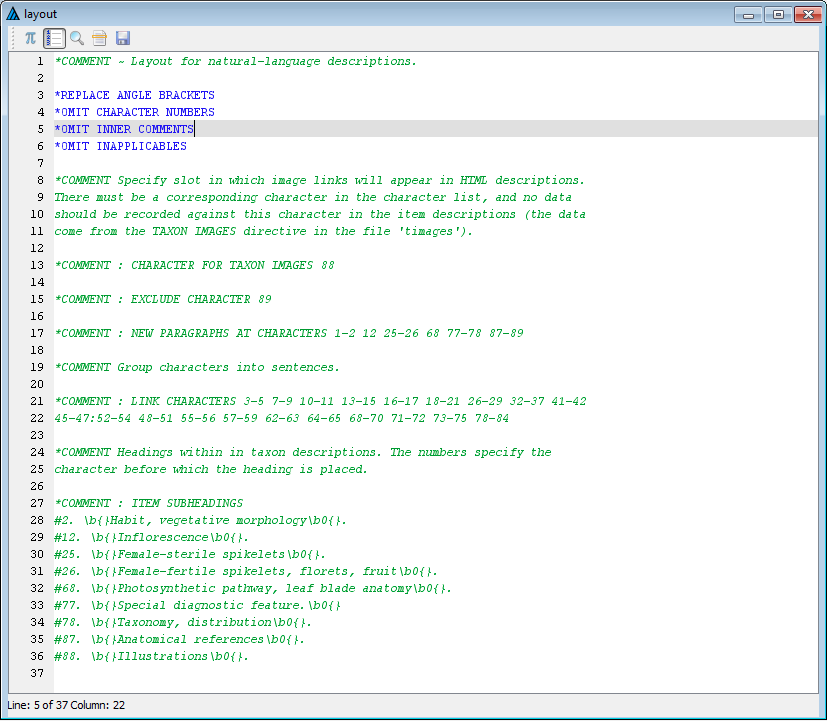 layout
1 *COMMENT ~ Layout for natural-language descriptions.
2
3 *REPLACE ANGLE BRACKETS
4 *OMIT CHARACTER NUMBERS
5 *OMIT INNER COMMENTS
6 *OMIT INAPPLICABLES
7
8 *COMMENT Specify slot in which image links will appear in HTML descriptions.
9 There must be a corresponding character in the character list, and no data
10 should be recorded against this character in the item descriptions (the data
11 come from the TAXON IMAGES directive in the file 'timages').
12
13 *COMMENT : CHARACTER FOR TAXON IMAGES 88
14
15 *COMMENT : EXCLUDE CHARACTER 89
16
17 *COMMENT : NEW PARAGRAPHS AT CHARACTERS 1-2 12 25-26 68 77-78 87-89
18
19 *COMMENT Group characters into sentences.
20
21 *COMMENT : LINK CHARACTERS 3-5 7-9 10-11 13-15 16-17 18-21 26-29 32-37 41-42
22 45-47:52-54 48-51 55-56 57-59 62-63 64-65 68-70 71-72 73-75 78-84
23
24 *COMMENT Headings within in taxon descriptions. The numbers specify the
25 character before which the heading is placed.
26
27 *COMMENT : ITEM SUBHEADINGS
28 #2. \b{}Habit, vegetative morphology\b0{}.
29 #12. \b{}Inflorescence\b0{}.
30 #25. \b{}Female-sterile spikelets\b0{}.
31 #26. \b{}Female-fertile spikelets, florets, fruit\b0{}.
32 #68. \b{}Photosynthetic pathway, leaf blade anatomy\b0{}.
33 #77. \b{}Special diagnostic feature.\b0{}
34 #78. \b{}Taxonomy, distribution\b0{}.
35 #87. \b{}Anatomical references\b0{}.
36 #88. \b{}Illustrations\b0{}.
37
Line: 5 of 37 Column: 22